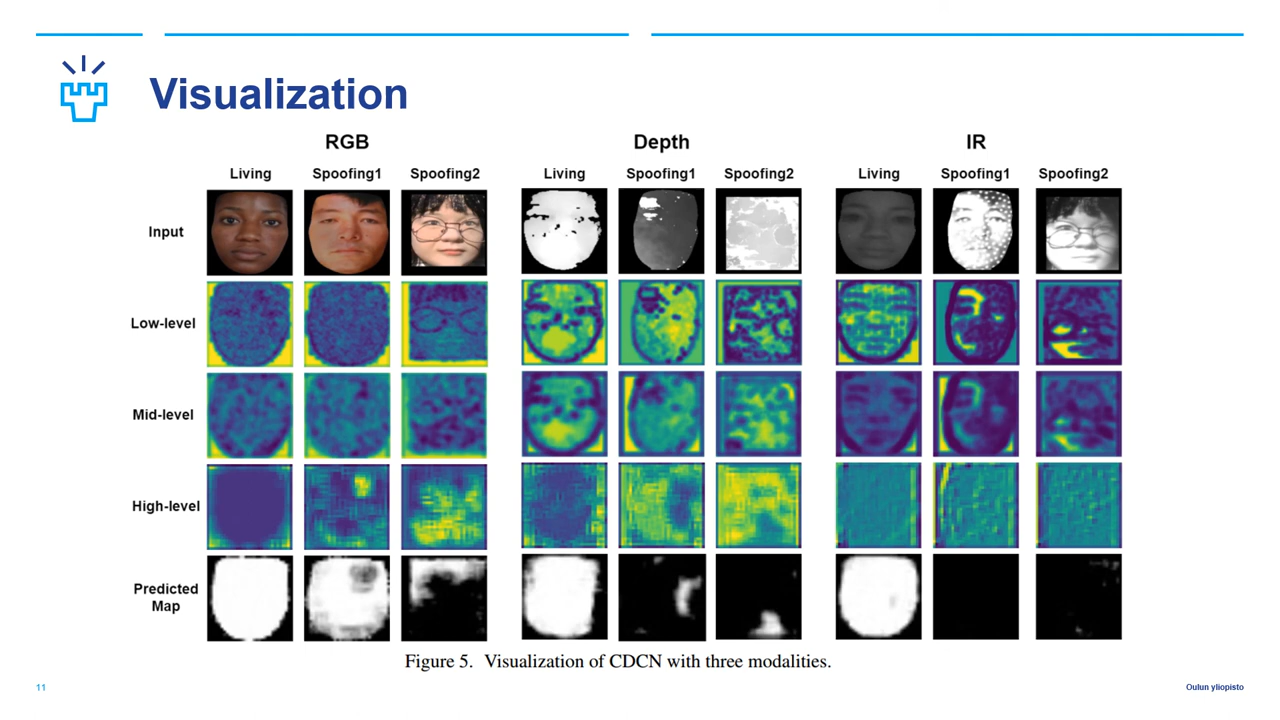 Visualization
RGB Depth IR
Living Spoofing1 Spoofing2 Living Spoofing1 Spoofing2 Living Spoofing1 Spoofing2
Input
Low-level
Mid-level
High-level
Predicted
Map
Figure 5. Visualization of CDCN with three modalities.
11
Oulun yliopisto